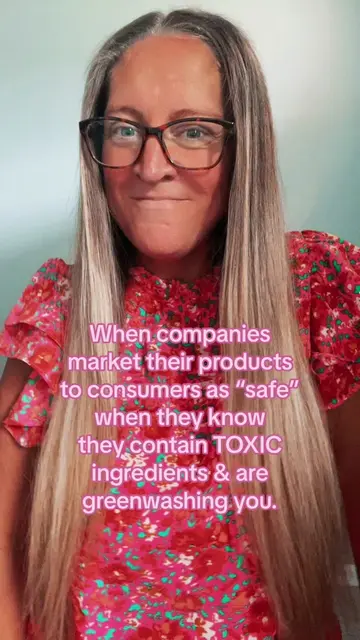 When companies
market their products
to consumers as “safe”
when they know
they contain TOXIC
ingredients & are
greenwashing you.